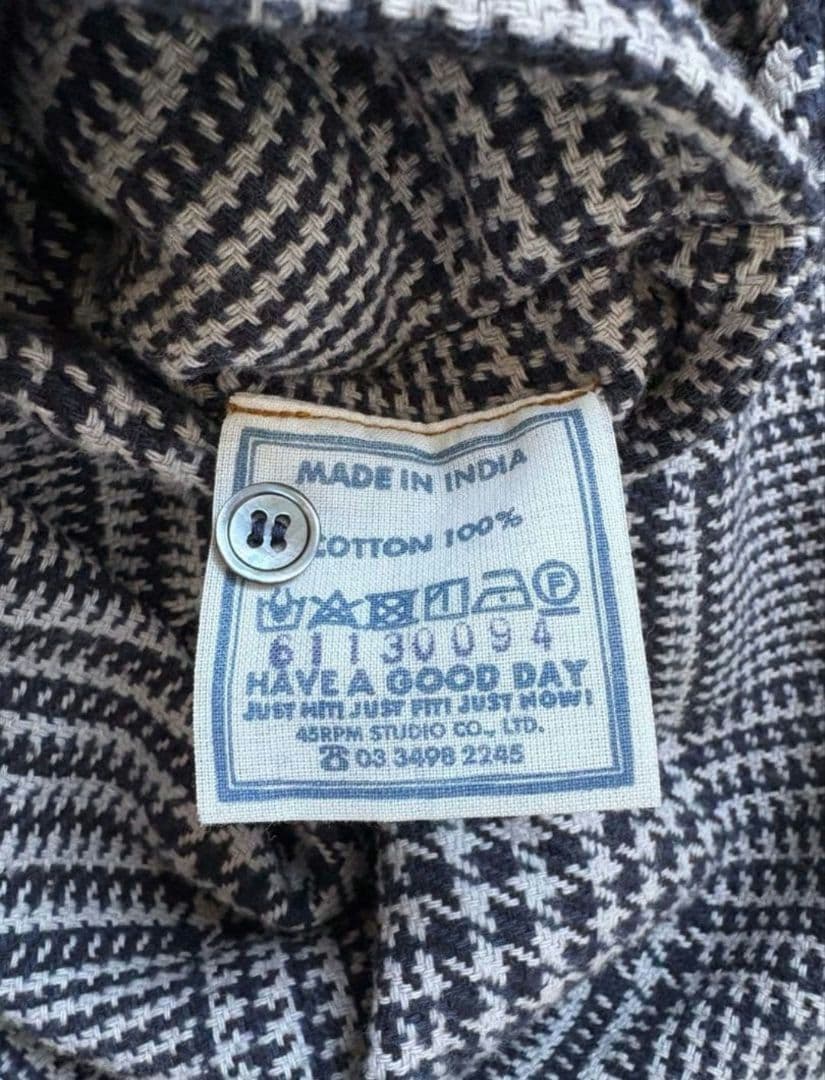 MADE IN INDIA
COTTON 100%
F
61130094
HAVE A GOOD DAY
JUST HIT! JUST FIT! JUST NOW!
45RPM STUDIO CO., LTD.
☎ 03 3498 2245